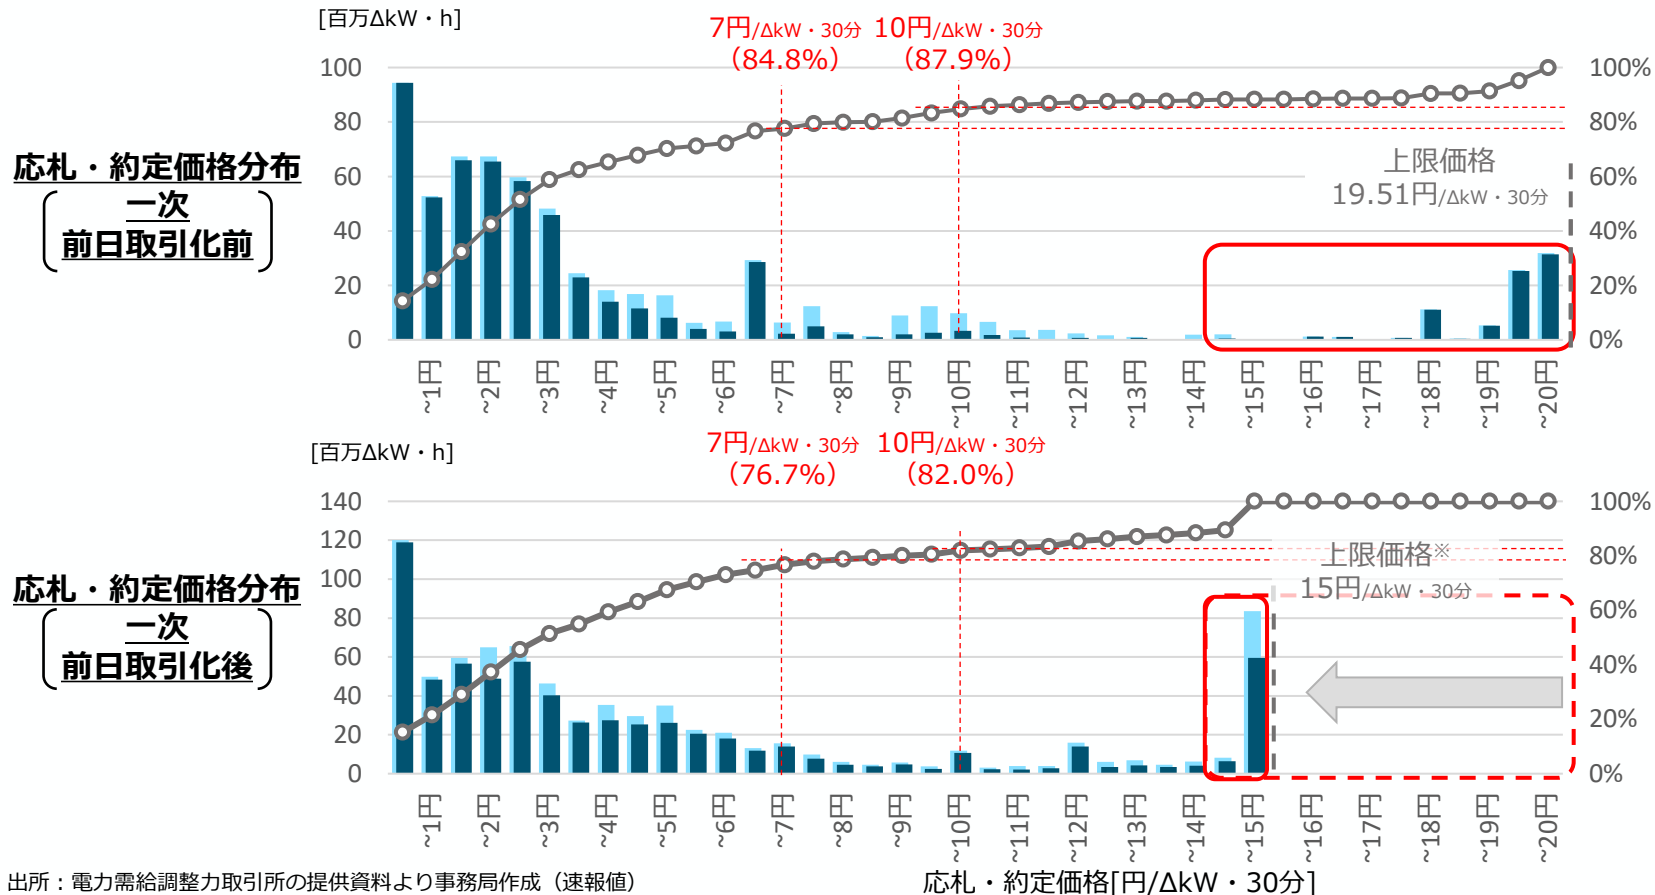 [百万ΔkW・h]
7円/ΔkW・30分 10円/ΔkW・30分
（84.8%） （87.9%）
100
80
60
40
20
0
100%
80%
60%
40%
20%
0%
応札・約定価格分布
一次
前日取引化前
上限価格
19.51円/ΔkW・30分
~1円 ~2円 ~3円 ~4円 ~5円 ~6円 ~7円 ~8円 ~9円 ~10円 ~11円 ~12円 ~13円 ~14円 ~15円 ~16円 ~17円 ~18円 ~19円 ~20円
[百万ΔkW・h]
7円/ΔkW・30分 10円/ΔkW・30分
（76.7%） （82.0%）
140
120
100
80
60
40
20
0
100%
80%
60%
40%
20%
0%
応札・約定価格分布
一次
前日取引化後
上限価格※
15円/ΔkW・30分
~1円 ~2円 ~3円 ~4円 ~5円 ~6円 ~7円 ~8円 ~9円 ~10円 ~11円 ~12円 ~13円 ~14円 ~15円 ~16円 ~17円 ~18円 ~19円 ~20円
出所：電力需給調整力取引所の提供資料より事務局作成（速報値）
応札・約定価格[円/ΔkW・30分]